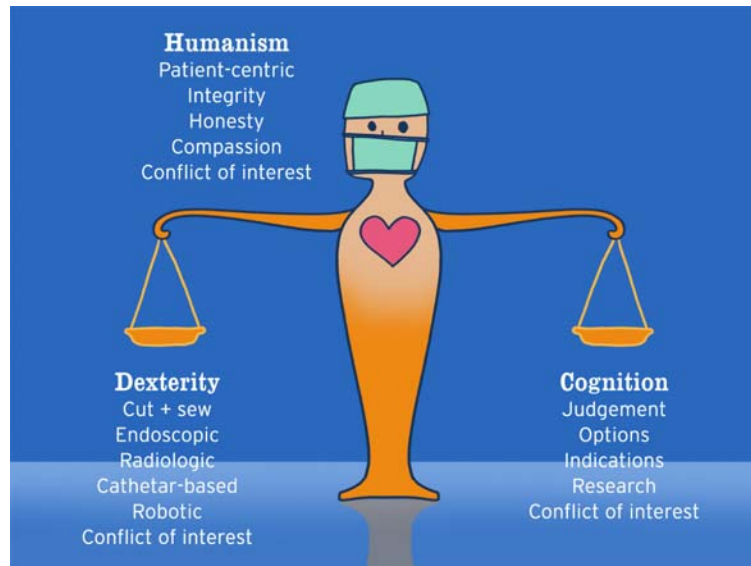 Humanism
Patient-centric
Integrity
Honesty
Compassion
Conflict of interest
Dexterity
Cut + sew
Endoscopic
Radiologic
Cathetar-based
Robotic
Conflict of interest
Cognition
Judgement
Options
Indications
Research
Conflict of interest